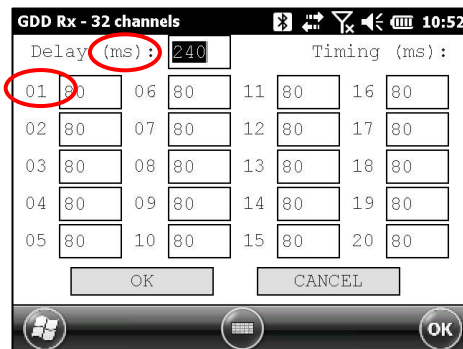 GDD Rx - 32 channels 10:52
Delay (ms): 240 Timing (ms):
01 80 06 80 11 80 16 80
02 80 07 80 12 80 17 80
03 80 08 80 13 80 18 80
04 80 09 80 14 80 19 80
05 80 10 80 15 80 20 80
OK CANCEL
OK